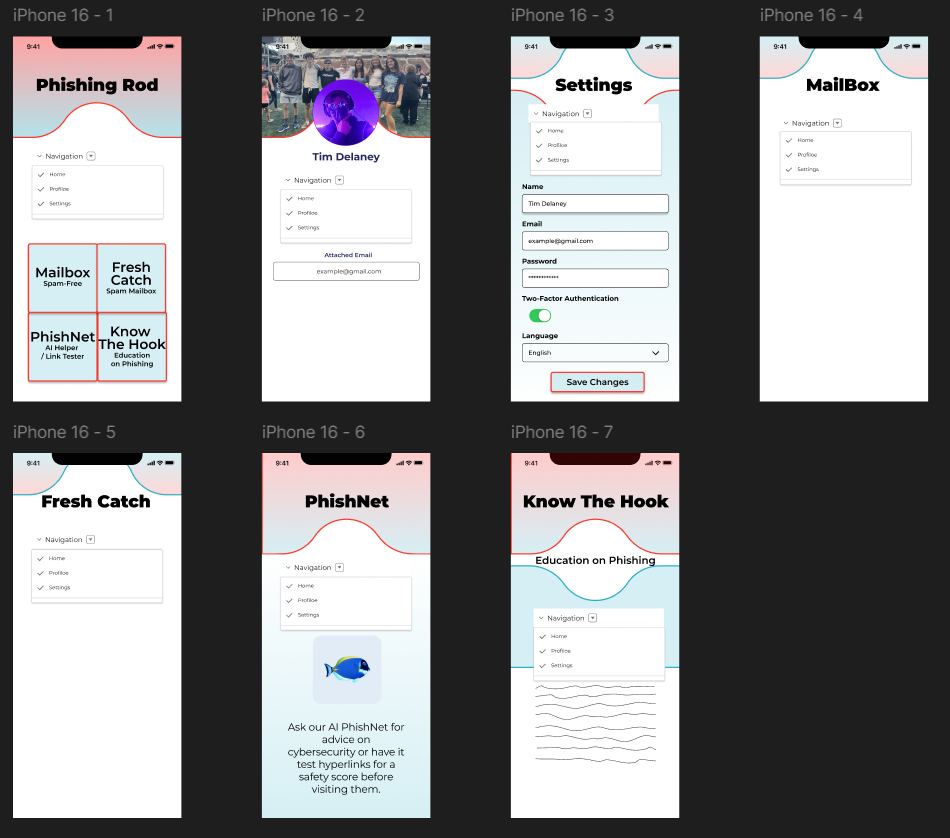 iPhone 16 - 1
9:41
Phishing Rod
Navigation
Home
Profiloe
Settings
Mailbox
Spam-Free
Fresh
Catch
Spam Mailbox
PhishNet
AI Helper
/ Link Tester
Know
The Hook
Education
on Phishing
iPhone 16 - 2
9:41
Tim Delaney
Navigation
Home
Profiloe
Settings
Attached Email
example@gmail.com
iPhone 16 - 3
9:41
Settings
Navigation
Home
Profiloe
Settings
Name
Tim Delaney
Email
example@gmail.com
Password
************
Two-Factor Authentication
Language
English
Save Changes
iPhone 16 - 4
9:41
MailBox
Navigation
Home
Profiloe
Settings
iPhone 16 - 5
9:41
Fresh Catch
Navigation
Home
Profiloe
Settings
iPhone 16 - 6
9:41
PhishNet
Navigation
Home
Profiloe
Settings
Ask our AI PhishNet for
advice on
cybersecurity or have it
test hyperlinks for a
safety score before
visiting them.
iPhone 16 - 7
9:41
Know The Hook
Education on Phishing
Navigation
Home
Profiloe
Settings